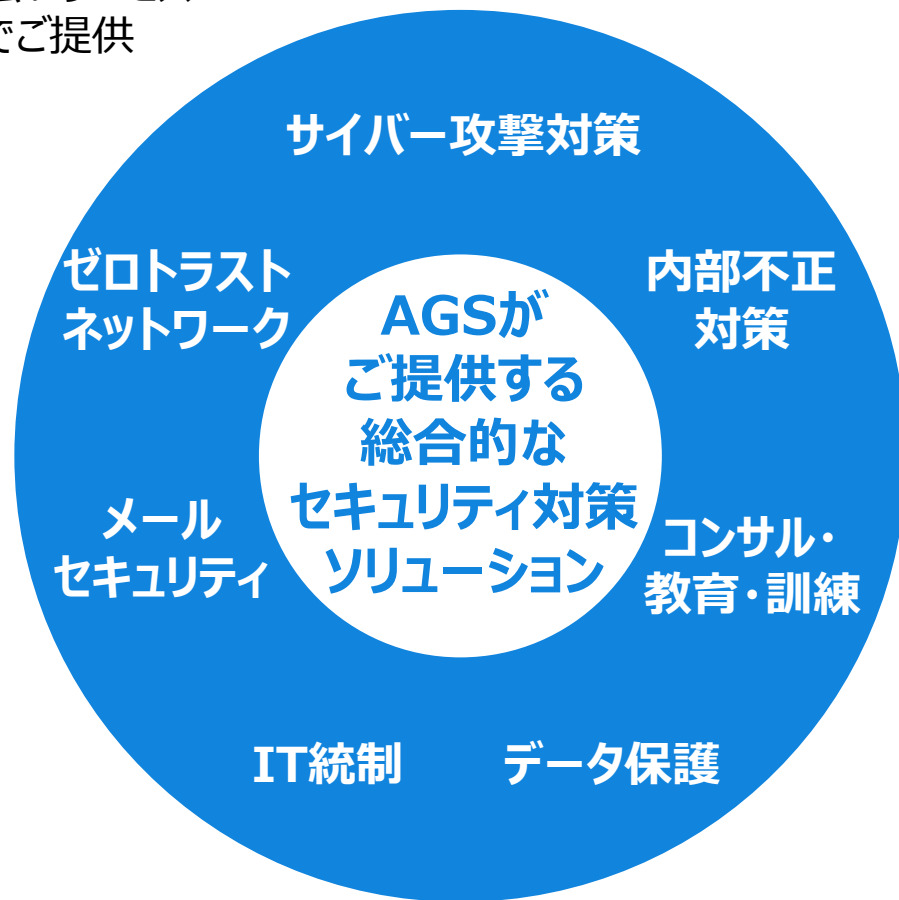 でご提供
サイバー攻撃対策
ゼロトラスト
ネットワーク
内部不正
対策
AGSが
ご提供する
総合的な
セキュリティ対策
ソリューション
メール
セキュリティ
コンサル・
教育・訓練
IT統制
データ保護